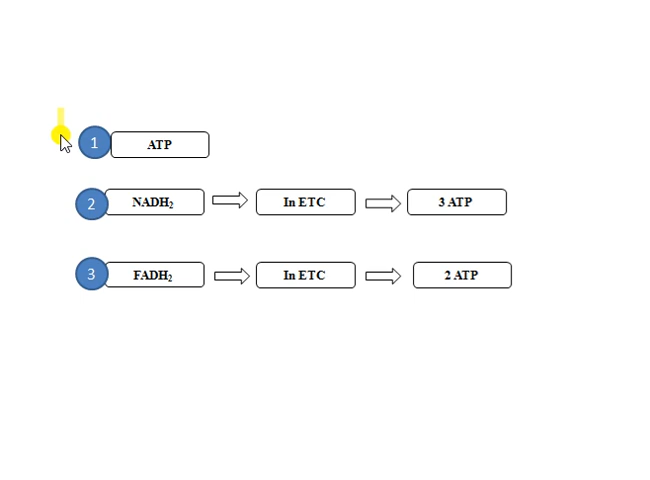 1 ATP
2 NADH₂ In ETC 3 ATP
3 FADH₂ In ETC 2 ATP